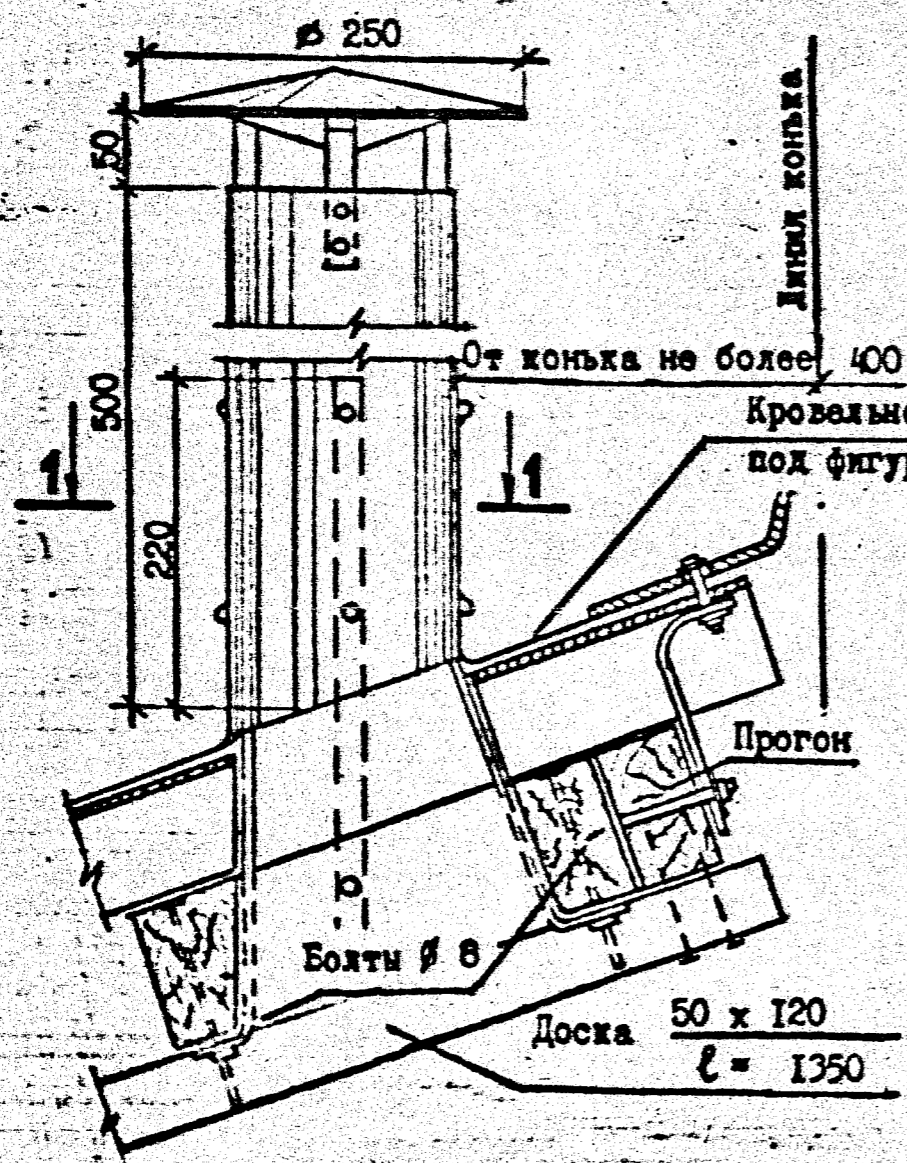 Ø 250
Линия конька
50
От конька не более 400
Кровельн
под фигур
500
1 1
220
Прогон
Болты Ø 8
Доска 50 x 120
ℓ = 1350